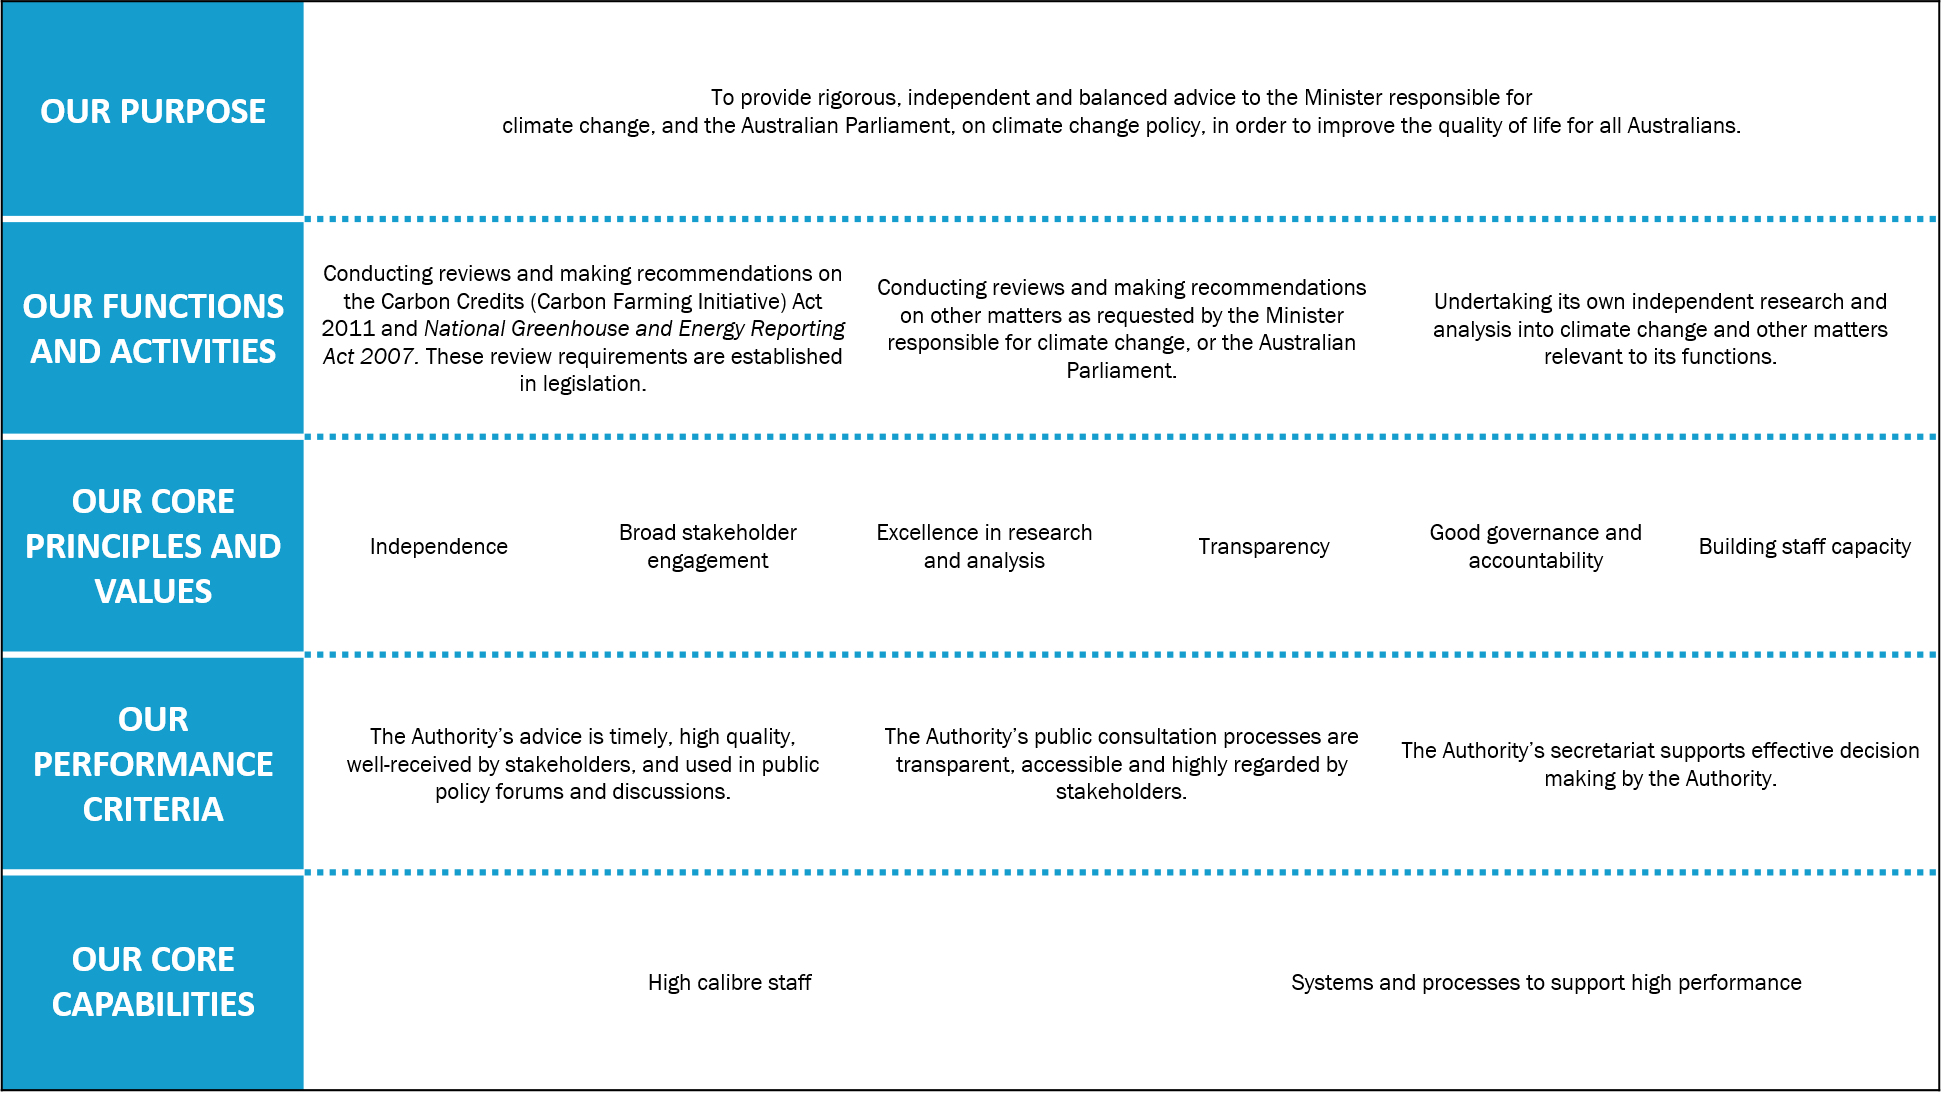 OUR PURPOSE
To provide rigorous, independent and balanced advice to the Minister responsible for
climate change, and the Australian Parliament, on climate change policy, in order to improve the quality of life for all Australians.
OUR FUNCTIONS
AND ACTIVITIES
Conducting reviews and making recommendations on
the Carbon Credits (Carbon Farming Initiative) Act
2011 and National Greenhouse and Energy Reporting
Act 2007. These review requirements are established
in legislation.
Conducting reviews and making recommendations
on other matters as requested by the Minister
responsible for climate change, or the Australian
Parliament.
Undertaking its own independent research and
analysis into climate change and other matters
relevant to its functions.
OUR CORE
PRINCIPLES AND
VALUES
Independence
Broad stakeholder
engagement
Excellence in research
and analysis
Transparency
Good governance and
accountability
Building staff capacity
OUR
PERFORMANCE
CRITERIA
The Authority’s advice is timely, high quality,
well-received by stakeholders, and used in public
policy forums and discussions.
The Authority’s public consultation processes are
transparent, accessible and highly regarded by
stakeholders.
The Authority’s secretariat supports effective decision
making by the Authority.
OUR CORE
CAPABILITIES
High calibre staff
Systems and processes to support high performance